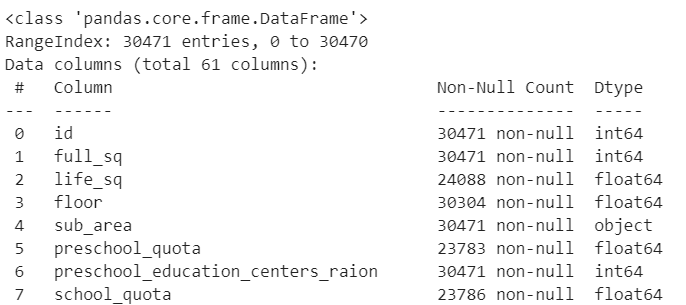 <class 'pandas.core.frame.DataFrame'>
RangeIndex: 30471 entries, 0 to 30470
Data columns (total 61 columns):
 #   Column                                 Non-Null Count  Dtype
---  ------                                 --------------  -----
 0   id                                     30471 non-null  int64
 1   full_sq                                30471 non-null  int64
 2   life_sq                                24088 non-null  float64
 3   floor                                  30304 non-null  float64
 4   sub_area                               30471 non-null  object
 5   preschool_quota                        23783 non-null  float64
 6   preschool_education_centers_raion      30471 non-null  int64
 7   school_quota                           23786 non-null  float64